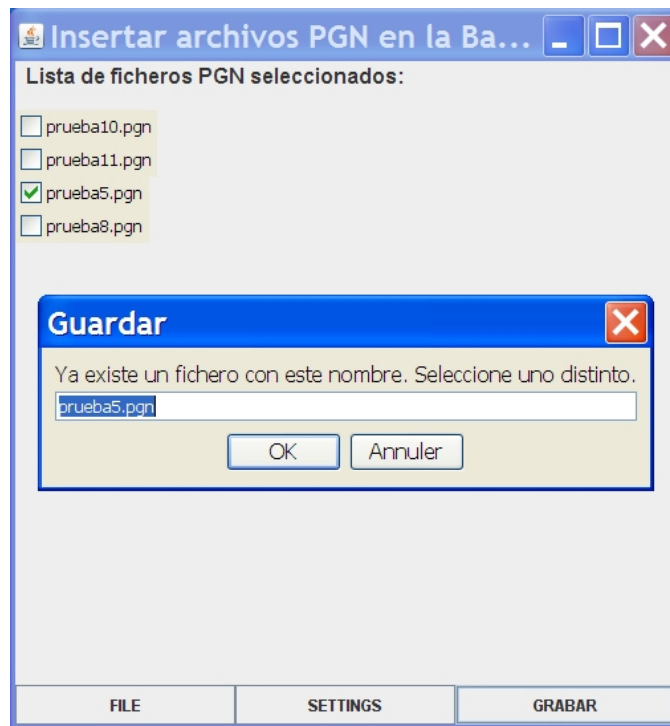 Insertar archivos PGN en la Ba...
Lista de ficheros PGN seleccionados:
prueba10.pgn
prueba11.pgn
prueba5.pgn
prueba8.pgn
Guardar
Ya existe un fichero con este nombre. Seleccione uno distinto.
prueba5.pgn
OK Annuler
FILE SETTINGS GRABAR